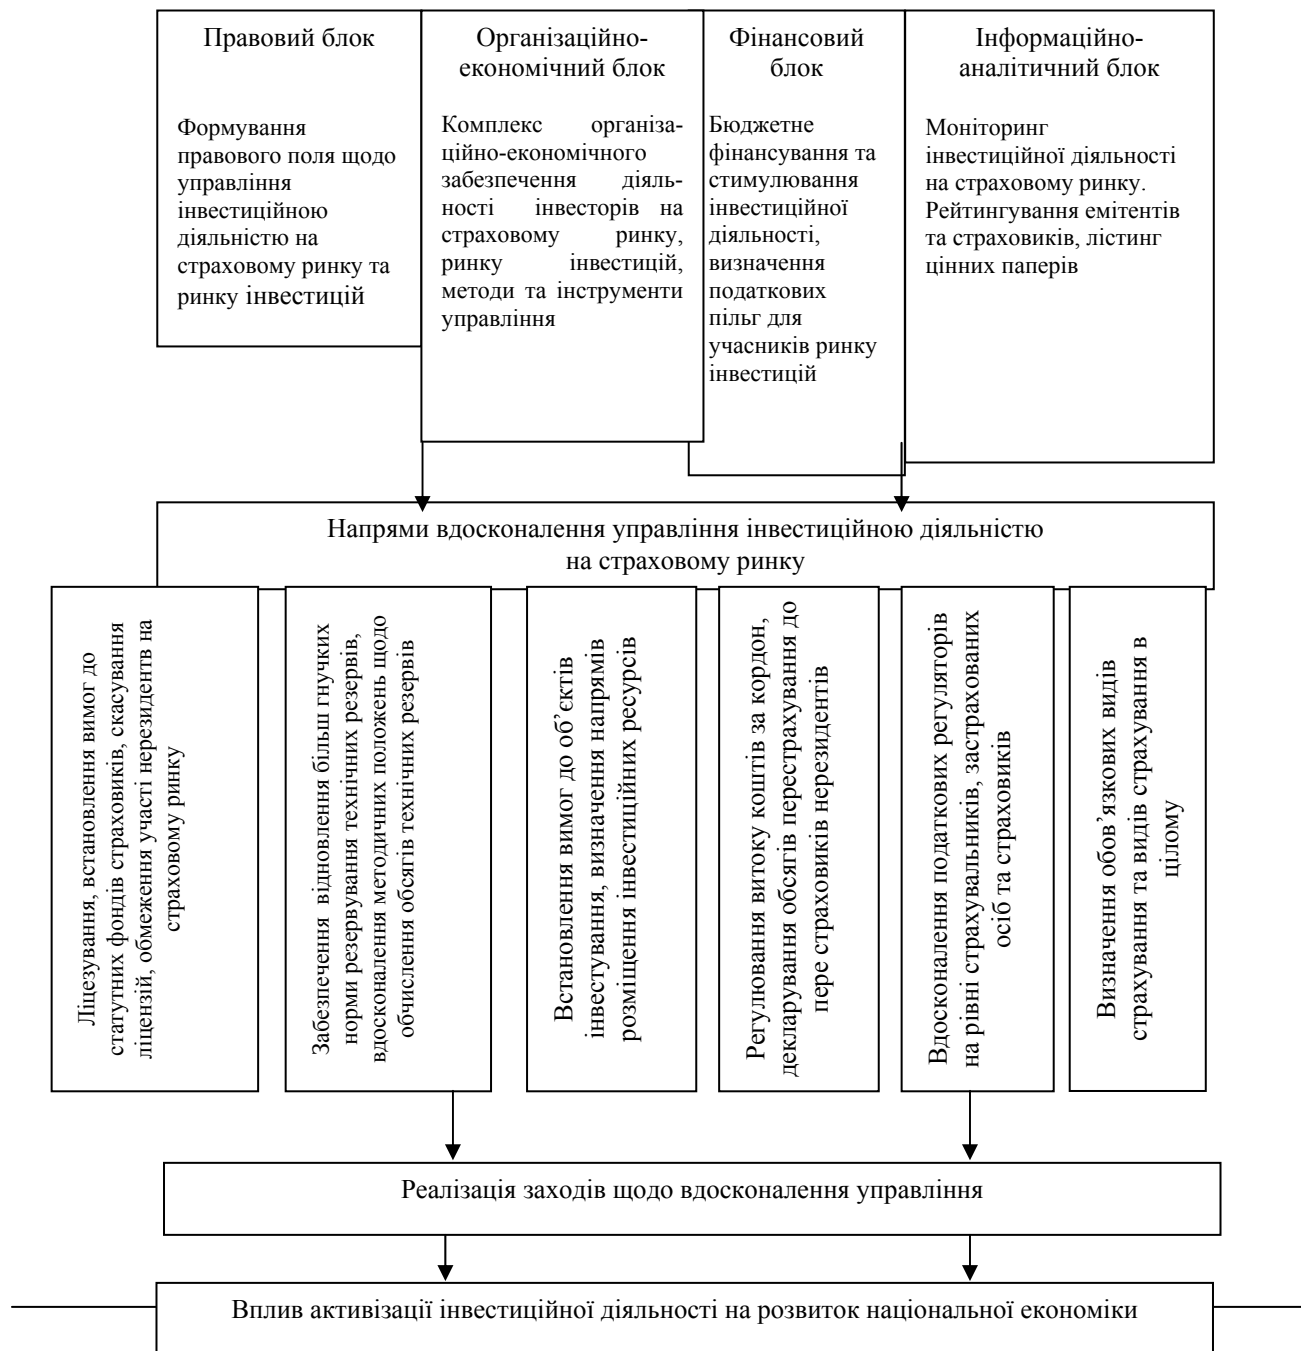 Правовий блок
Формування
правового поля щодо
управління
інвестиційною
діяльністю на
страховому ринку та
ринку інвестицій
Організаційно-
економічний блок
Комплекс організа-
ційно-економічного
забезпечення діяль-
ності інвесторів на
страховому ринку,
ринку інвестицій,
методи та інструменти
управління
Фінансовий
блок
Бюджетне
фінансування та
стимулювання
інвестиційної
діяльності,
визначення
податкових
пільг для
учасників ринку
інвестицій
Інформаційно-
аналітичний блок
Моніторинг
інвестиційної діяльності
на страховому ринку.
Рейтингування емітентів
та страховиків, лістинг
цінних паперів
Напрями вдосконалення управління інвестиційною діяльністю
на страховому ринку
Ліцезування, встановлення вимог до
статутних фондів страховиків, скасування
ліцензій, обмеження участі нерезидентв на
страховому ринку
Забезпечення відновлення більш гнучких
норми резервування технічних резервів,
вдосконалення методичних положень щодо
обчислення обсягів технічних резервів
Встановлення вимог до об’єктів
інвестування, визначення напрямів
розміщення інвестиційних ресурсів
Регулювання витоку коштів за кордон,
декларування обсягів перестрахування до
пере страховиків нерезидентів
Вдосконалення податкових регуляторів
на рівні страхувальників, застрахованих
осіб та страховиків
Визначення обов’язкових видів
страхування та видів страхування в
цілому
Реалізація заходів щодо вдосконалення управління
Вплив активізації інвестиційної діяльності на розвиток національної економіки